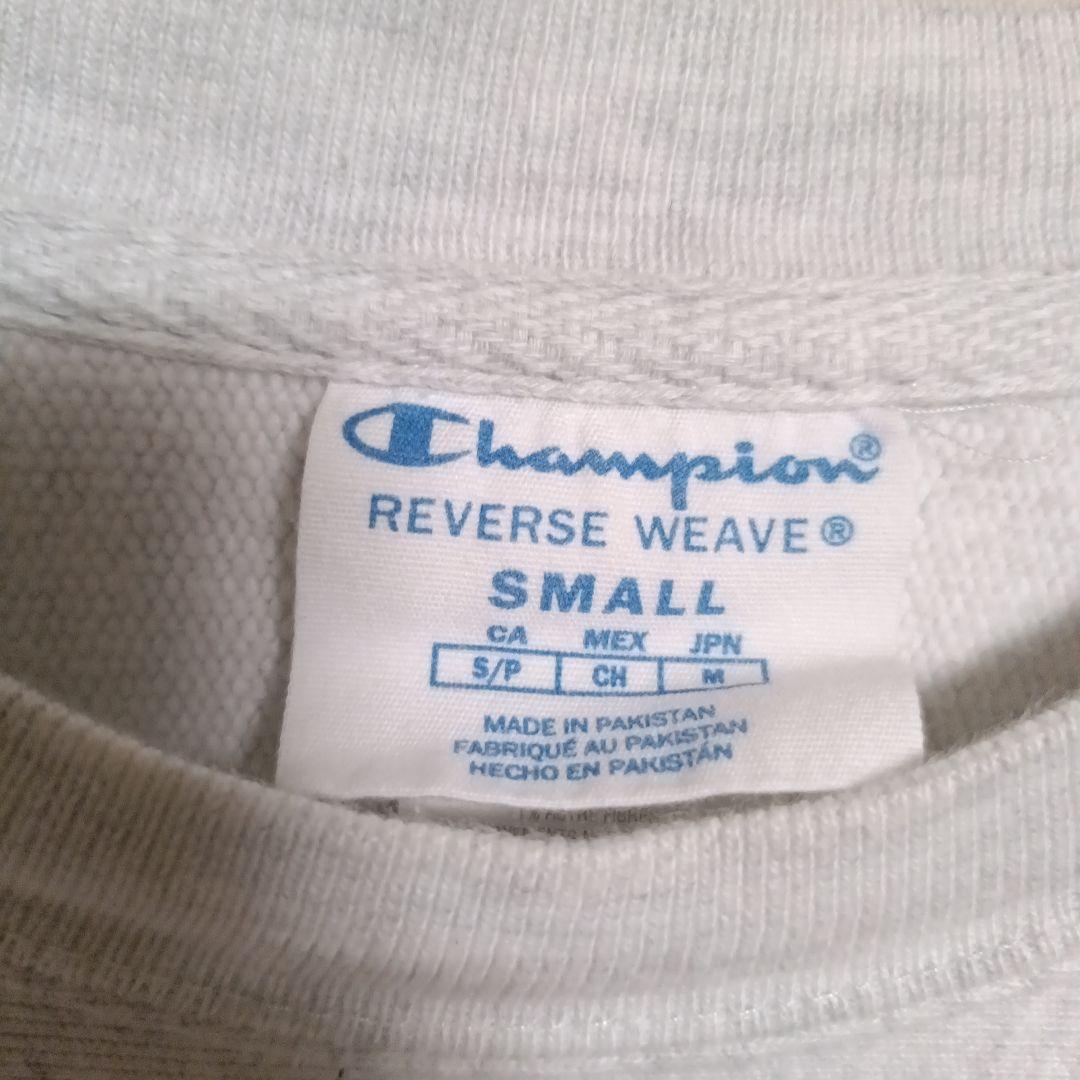 Champion®
REVERSE WEAVE®
SMALL
CA MEX JPN
S/P CH M
MADE IN PAKISTAN
FABRIQUÉ AU PAKISTAN
HECHO EN PAKISTÁN